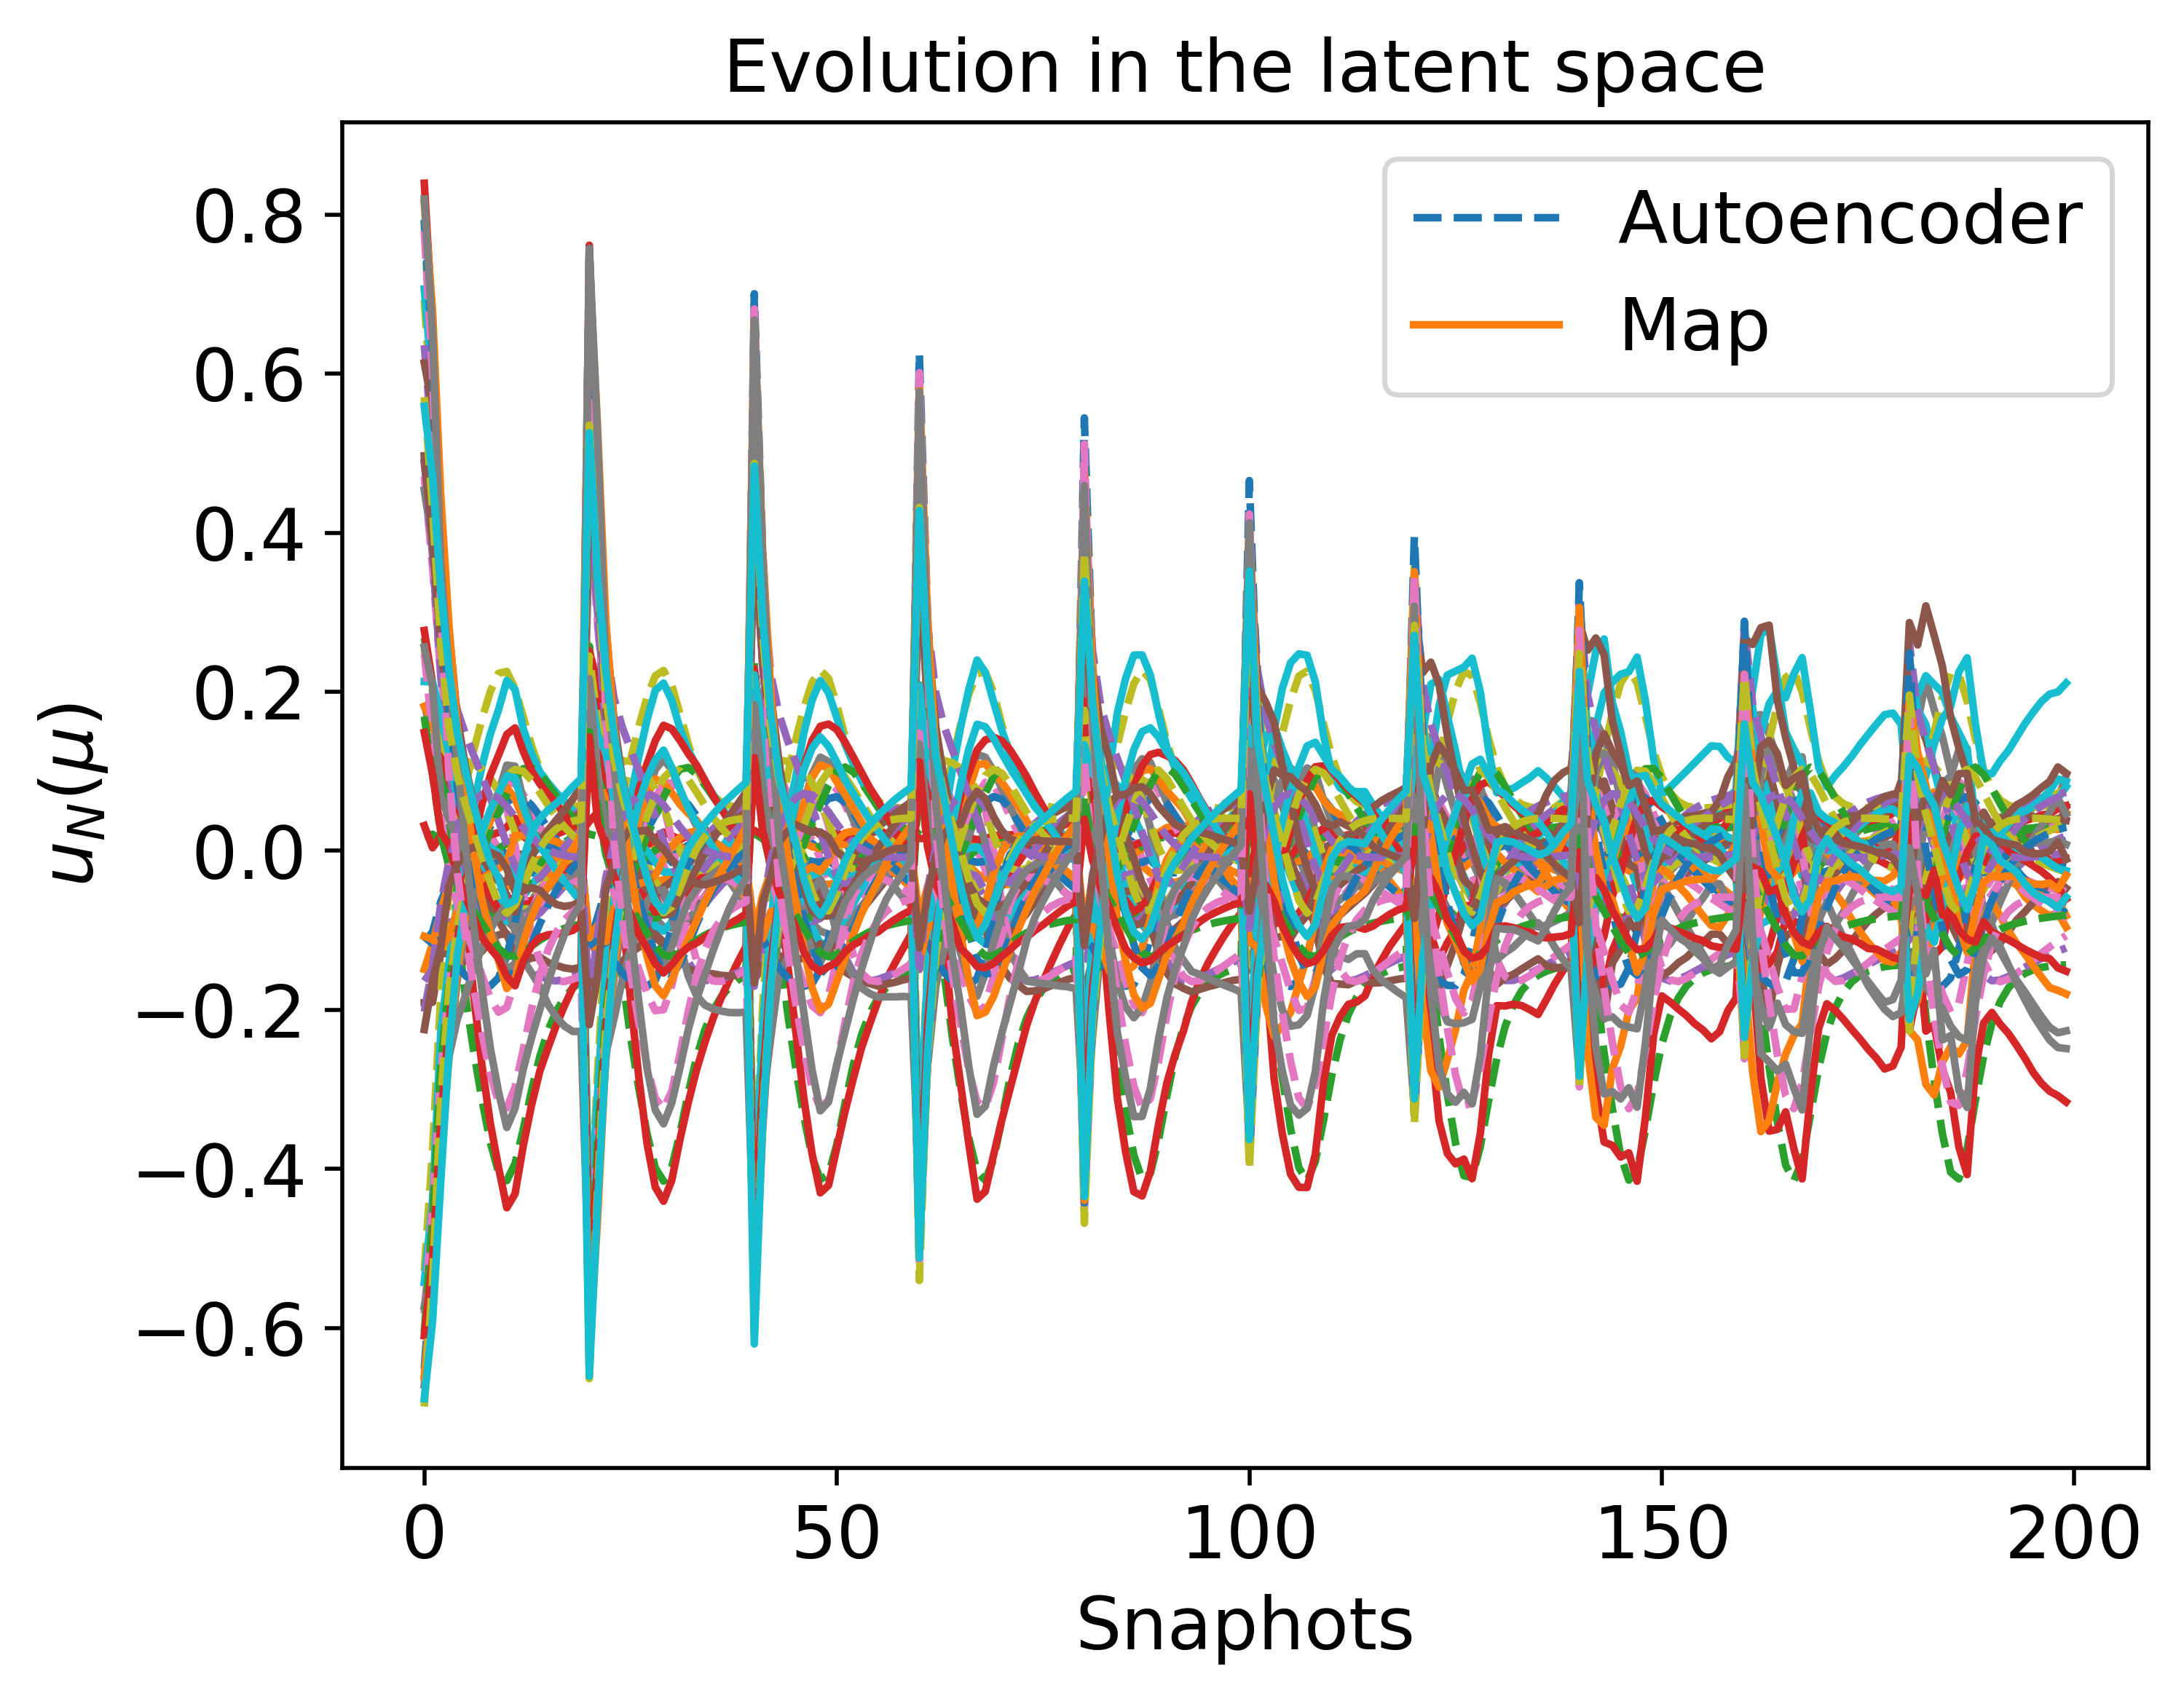 Evolution in the latent space
Autoencoder
Map
0.8
0.6
0.4
0.2
0.0
−0.2
−0.4
−0.6
u_N(μ)
0 50 100 150 200
Snaphots